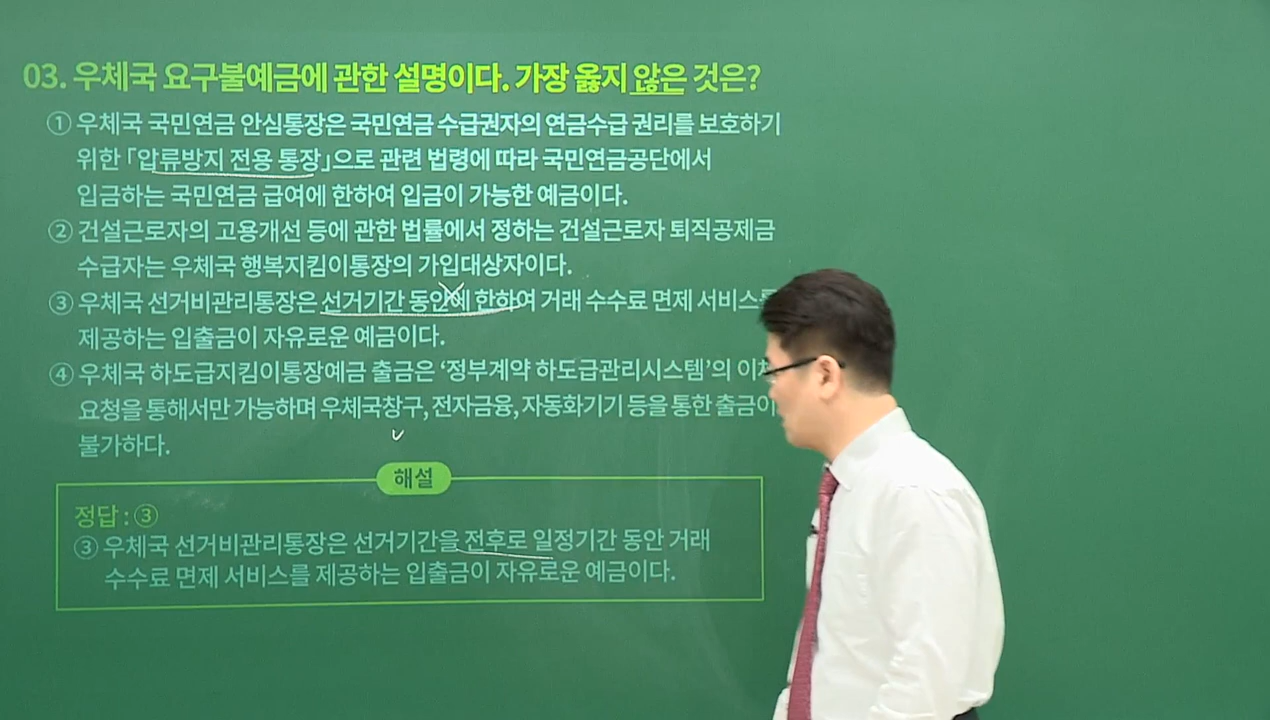 03. 우체국 요구불예금에 관한 설명이다. 가장 옳지 않은 것은?
① 우체국 국민연금 안심통장은 국민연금 수급권자의 연금수급 권리를 보호하기
위한 「압류방지 전용 통장」으로 관련 법령에 따라 국민연금공단에서
입금하는 국민연금 급여에 한하여 입금이 가능한 예금이다.
② 건설근로자의 고용개선 등에 관한 법률에서 정하는 건설근로자 퇴직공제금
수급자는 우체국 행복지킴이통장의 가입대상자이다.
③ 우체국 선거비관리통장은 선거기간 동안에 한하여 거래 수수료 면제 서비스를
제공하는 입출금이 자유로운 예금이다.
④ 우체국 하도급지킴이통장예금 출금은 ‘정부계약 하도급관리시스템’의 이체
요청을 통해서만 가능하며 우체국창구, 전자금융, 자동화기기 등을 통한 출금이
불가하다.
해설
정답 : ③
③ 우체국 선거비관리통장은 선거기간을 전후로 일정기간 동안 거래
수수료 면제 서비스를 제공하는 입출금이 자유로운 예금이다.